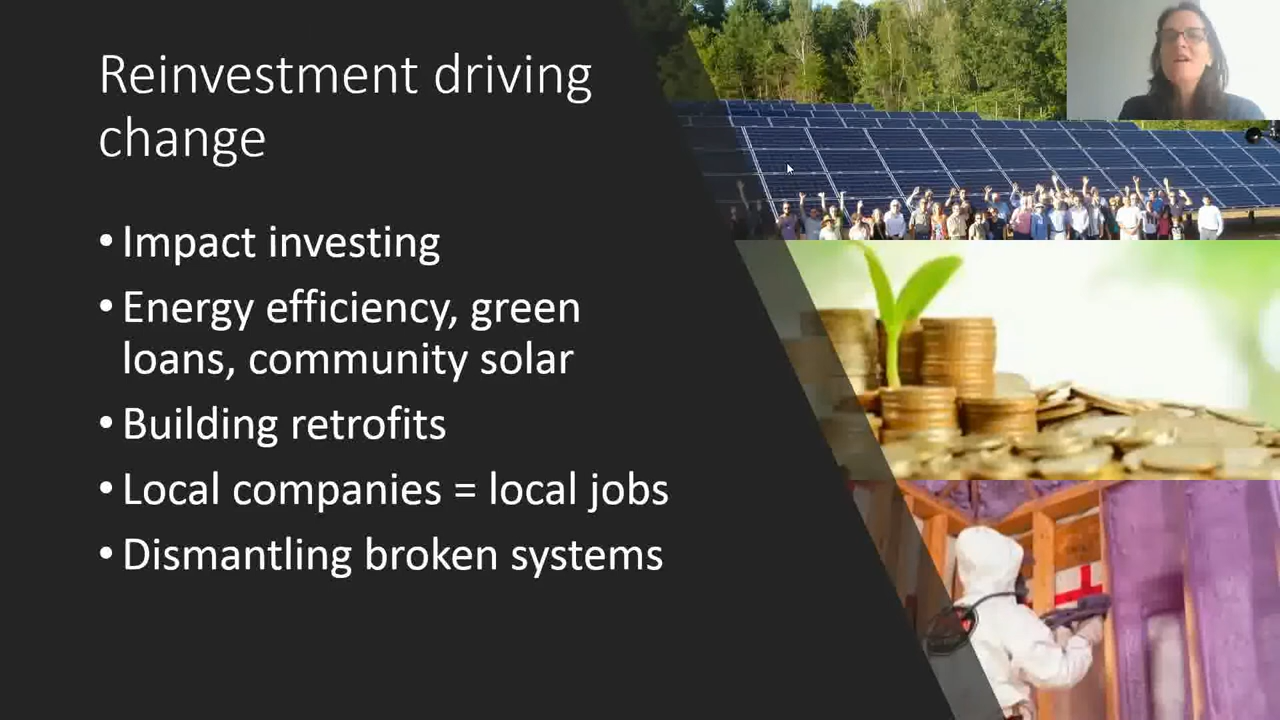 Reinvestment driving
change
• Impact investing
• Energy efficiency, green
loans, community solar
• Building retrofits
• Local companies = local jobs
• Dismantling broken systems